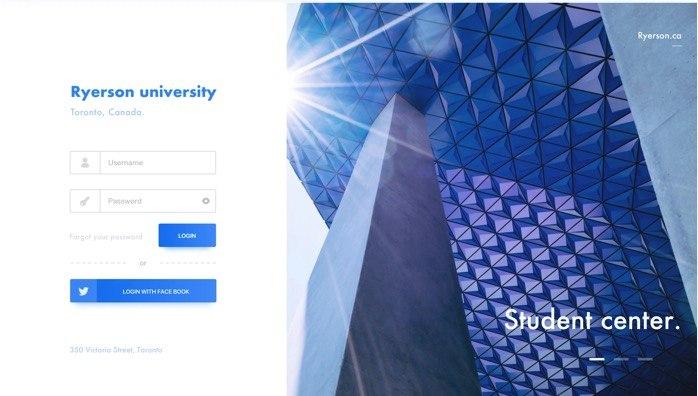 Ryerson university
Toronto, Canada.
Username
Password
Forgot your password
LOGIN
or
LOGIN WITH FACE BOOK
350 Victoria Street, Toronto
Ryerson.ca
Student center.